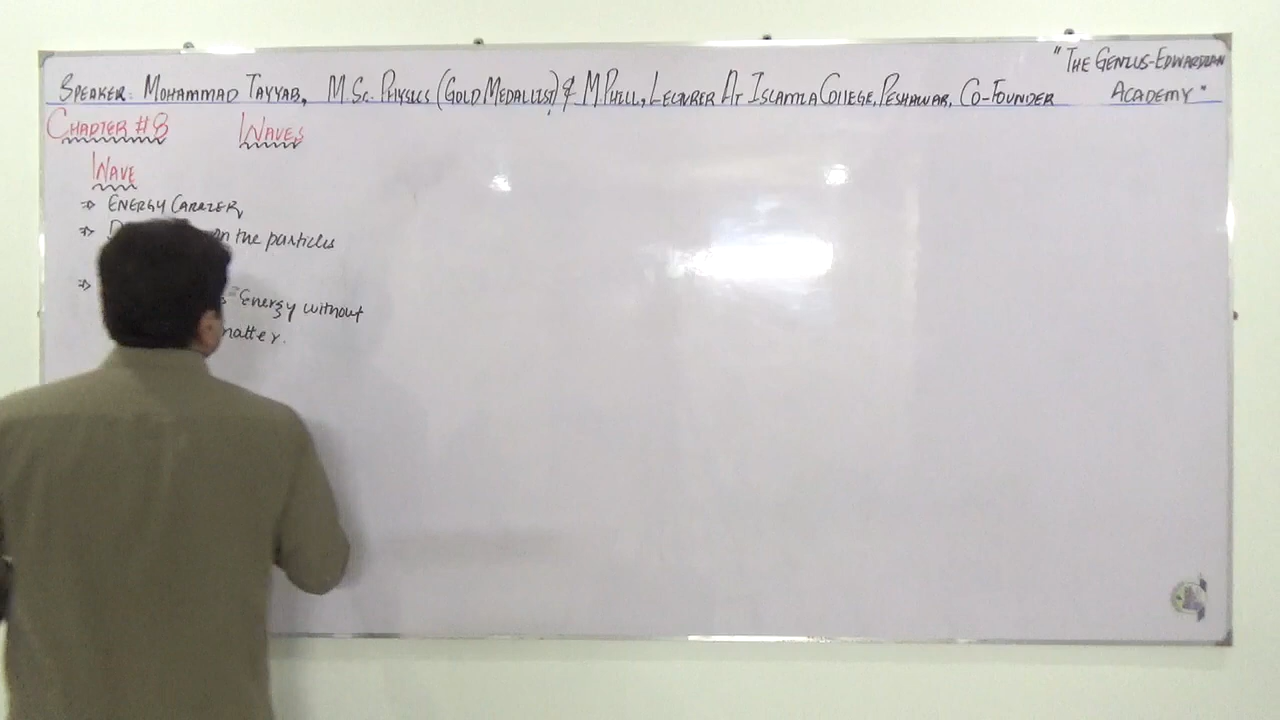 "THE GENIUS-EDWARDIAN
SPEAKER: MOHAMMAD TAYYAB, M.Sc. PHYSICS (GOLD MEDALLIST) & M PHILL, LECTURER AT ISLAMIA COLLEGE, PESHAWAR, CO-FOUNDER ACADEMY"
CHAPTER #8 WAVES
WAVE
⇒ ENERGY CARRIER
⇒ on the particles
⇒
Energy without
matter.